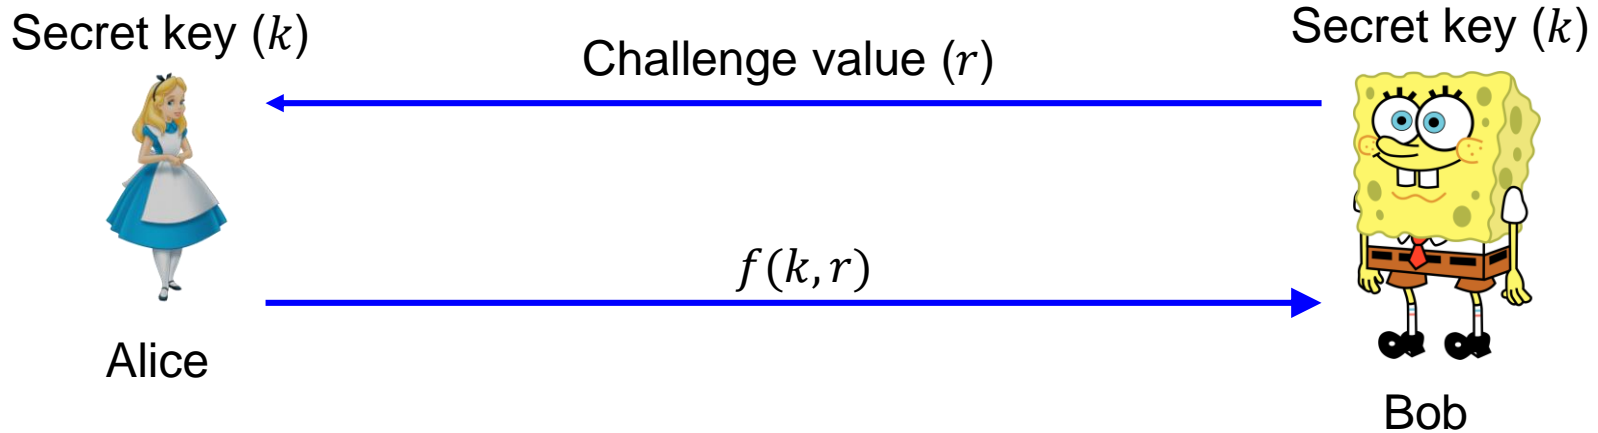 Secret key (𝑘)
Secret key (𝑘)
Challenge value (𝑟)
𝑓(𝑘, 𝑟)
Alice
Bob